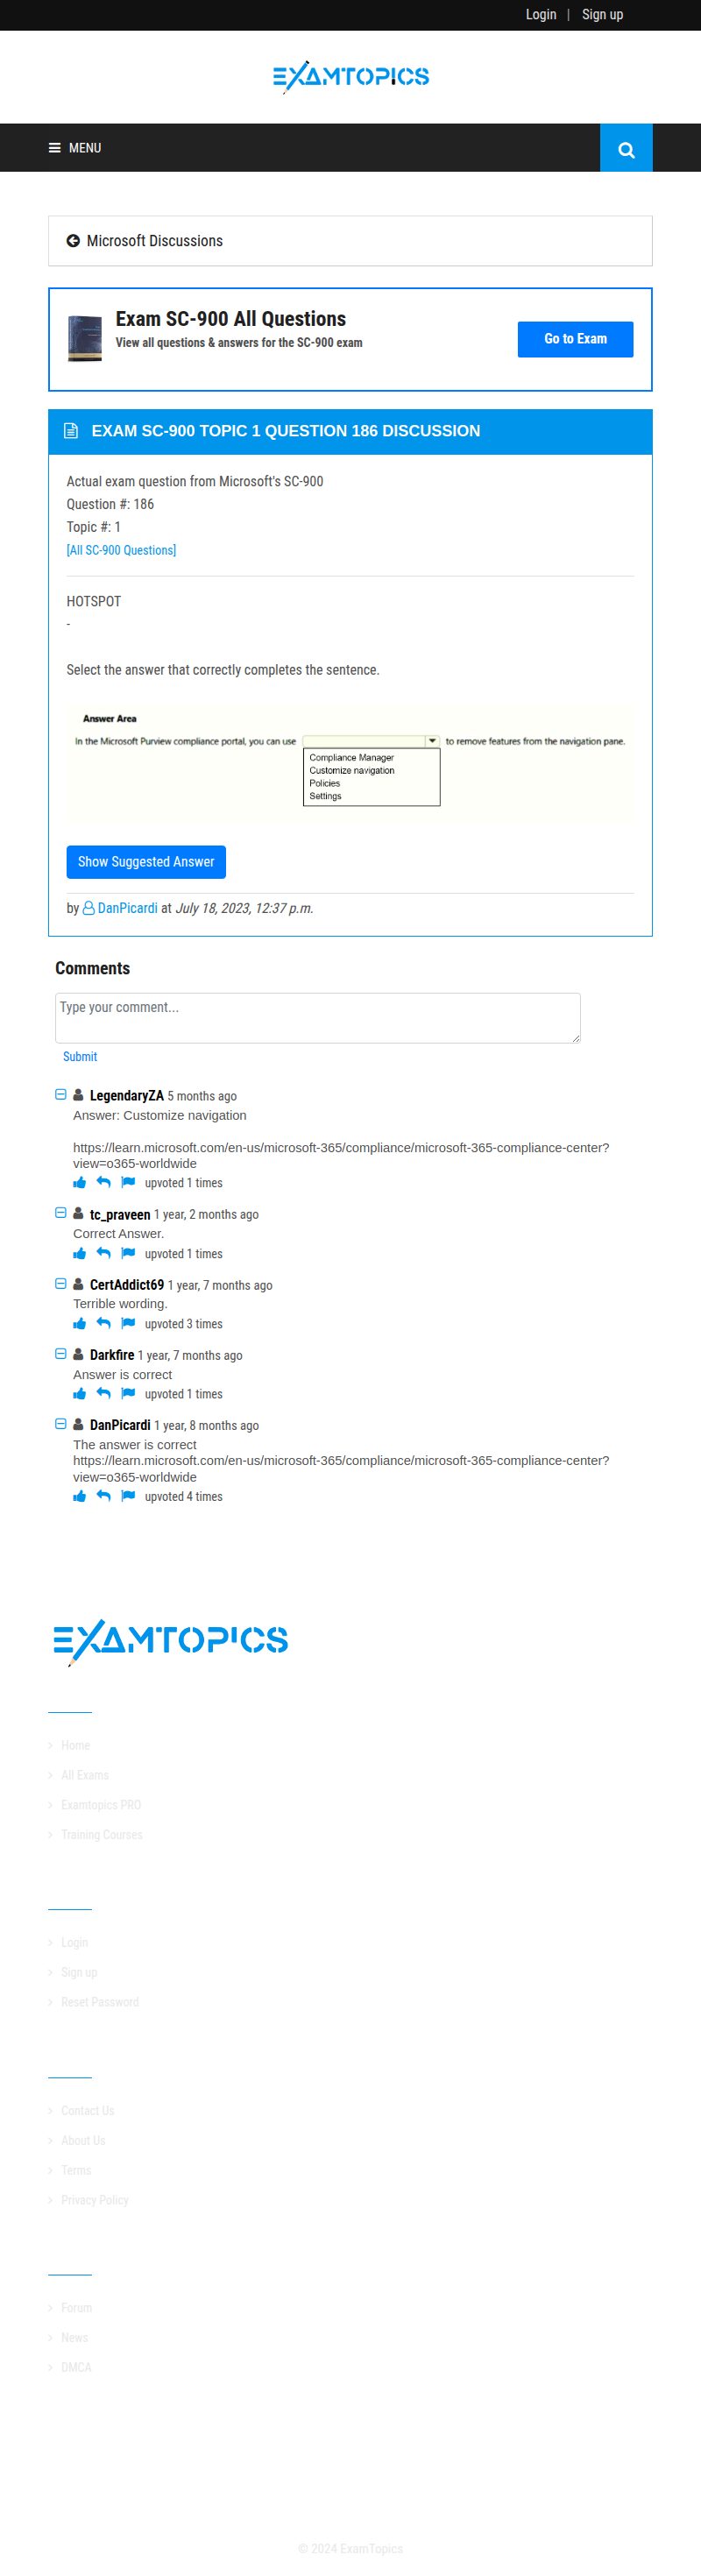 Login | Sign up
EXAMTOPICS
MENU
Microsoft Discussions
Exam SC-900 All Questions
View all questions & answers for the SC-900 exam
Go to Exam
EXAM SC-900 TOPIC 1 QUESTION 186 DISCUSSION
Actual exam question from Microsoft's SC-900
Question #: 186
Topic #: 1
[All SC-900 Questions]
HOTSPOT
-
Select the answer that correctly completes the sentence.
Answer Area
In the Microsoft Purview compliance portal, you can use to remove features from the navigation pane.
Compliance Manager
Customize navigation
Policies
Settings
Show Suggested Answer
by DanPicardi at July 18, 2023, 12:37 p.m.
Comments
Type your comment...
Submit
LegendaryZA 5 months ago
Answer: Customize navigation
https://learn.microsoft.com/en-us/microsoft-365/compliance/microsoft-365-compliance-center?
view=o365-worldwide
upvoted 1 times
tc_praveen 1 year, 2 months ago
Correct Answer.
upvoted 1 times
CertAddict69 1 year, 7 months ago
Terrible wording.
upvoted 3 times
Darkfire 1 year, 7 months ago
Answer is correct
upvoted 1 times
DanPicardi 1 year, 8 months ago
The answer is correct
https://learn.microsoft.com/en-us/microsoft-365/compliance/microsoft-365-compliance-center?
view=o365-worldwide
upvoted 4 times
EXAMTOPICS
Home
All Exams
Examtopics PRO
Training Courses
Login
Sign up
Reset Password
Contact Us
About Us
Terms
Privacy Policy
Forum
News
DMCA
© 2024 ExamTopics